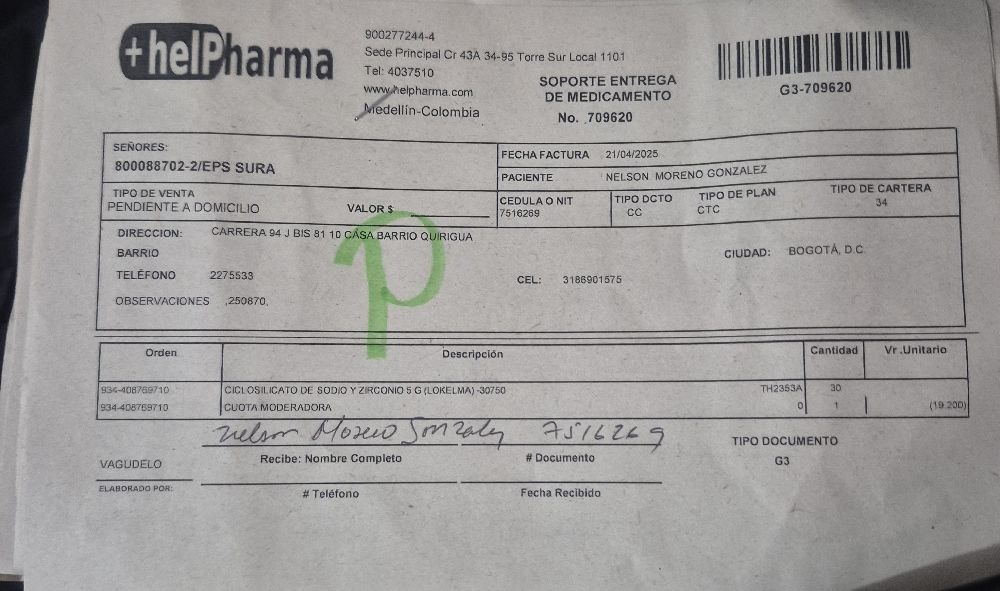 +helPharma
900277244-4
Sede Principal Cr 43A 34-95 Torre Sur Local 1101
Tel: 4037510
www.helpharma.com
Medellín-Colombia
SOPORTE ENTREGA
DE MEDICAMENTO
No. 709620
G3-709620
SEÑORES:
800088702-2/EPS SURA
FECHA FACTURA 21/04/2025
PACIENTE NELSON MORENO GONZALEZ
TIPO DE VENTA
PENDIENTE A DOMICILIO VALOR $
CEDULA O NIT
7516269
TIPO DCTO
CC
TIPO DE PLAN
CTC
TIPO DE CARTERA
34
DIRECCION: CARRERA 94 J BIS 81 10 CASA BARRIO QUIRIGUA
BARRIO
CIUDAD: BOGOTÁ, D.C.
TELÉFONO 2275533
CEL: 3186901575
OBSERVACIONES ,250870,
P
Orden Descripción Cantidad Vr.Unitario
934-408769710 CICLOSILICATO DE SODIO Y ZIRCONIO 5 G (LOKELMA) -30750 TH2353A 30
934-408769710 CUOTA MODERADORA 0 1 (19.200)
Nelson Moreno Gonzalez 7516269
Recibe: Nombre Completo # Documento
TIPO DOCUMENTO
G3
VAGUDELO
ELABORADO POR:
# Teléfono Fecha Recibido